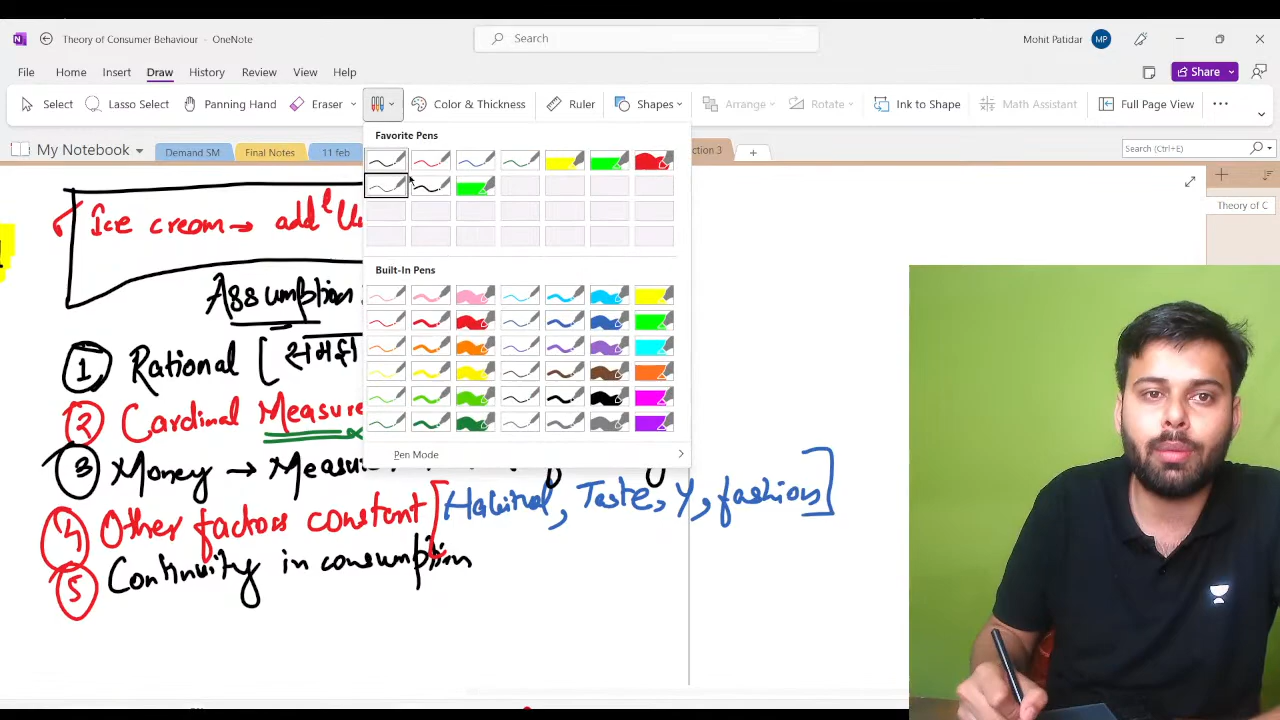 Theory of Consumer Behaviour - OneNote
Search
Mohit Patidar MP
File Home Insert Draw History Review View Help
Share
Select Lasso Select Panning Hand Eraser Color & Thickness Ruler Shapes Arrange Rotate Ink to Shape Math Assistant Full Page View
My Notebook Demand SM Final Notes 11 feb ction 3 + Search (Ctrl+E)
Favorite Pens
Theory of C
Ice cream → add
Assumption
Built-In Pens
1 Rational [
2 Cardinal Measure
3 Money → Measu
Pen Mode
4 Other factors constant [Habitual, Taste, Y, fashion]
5 Continuity in consumption